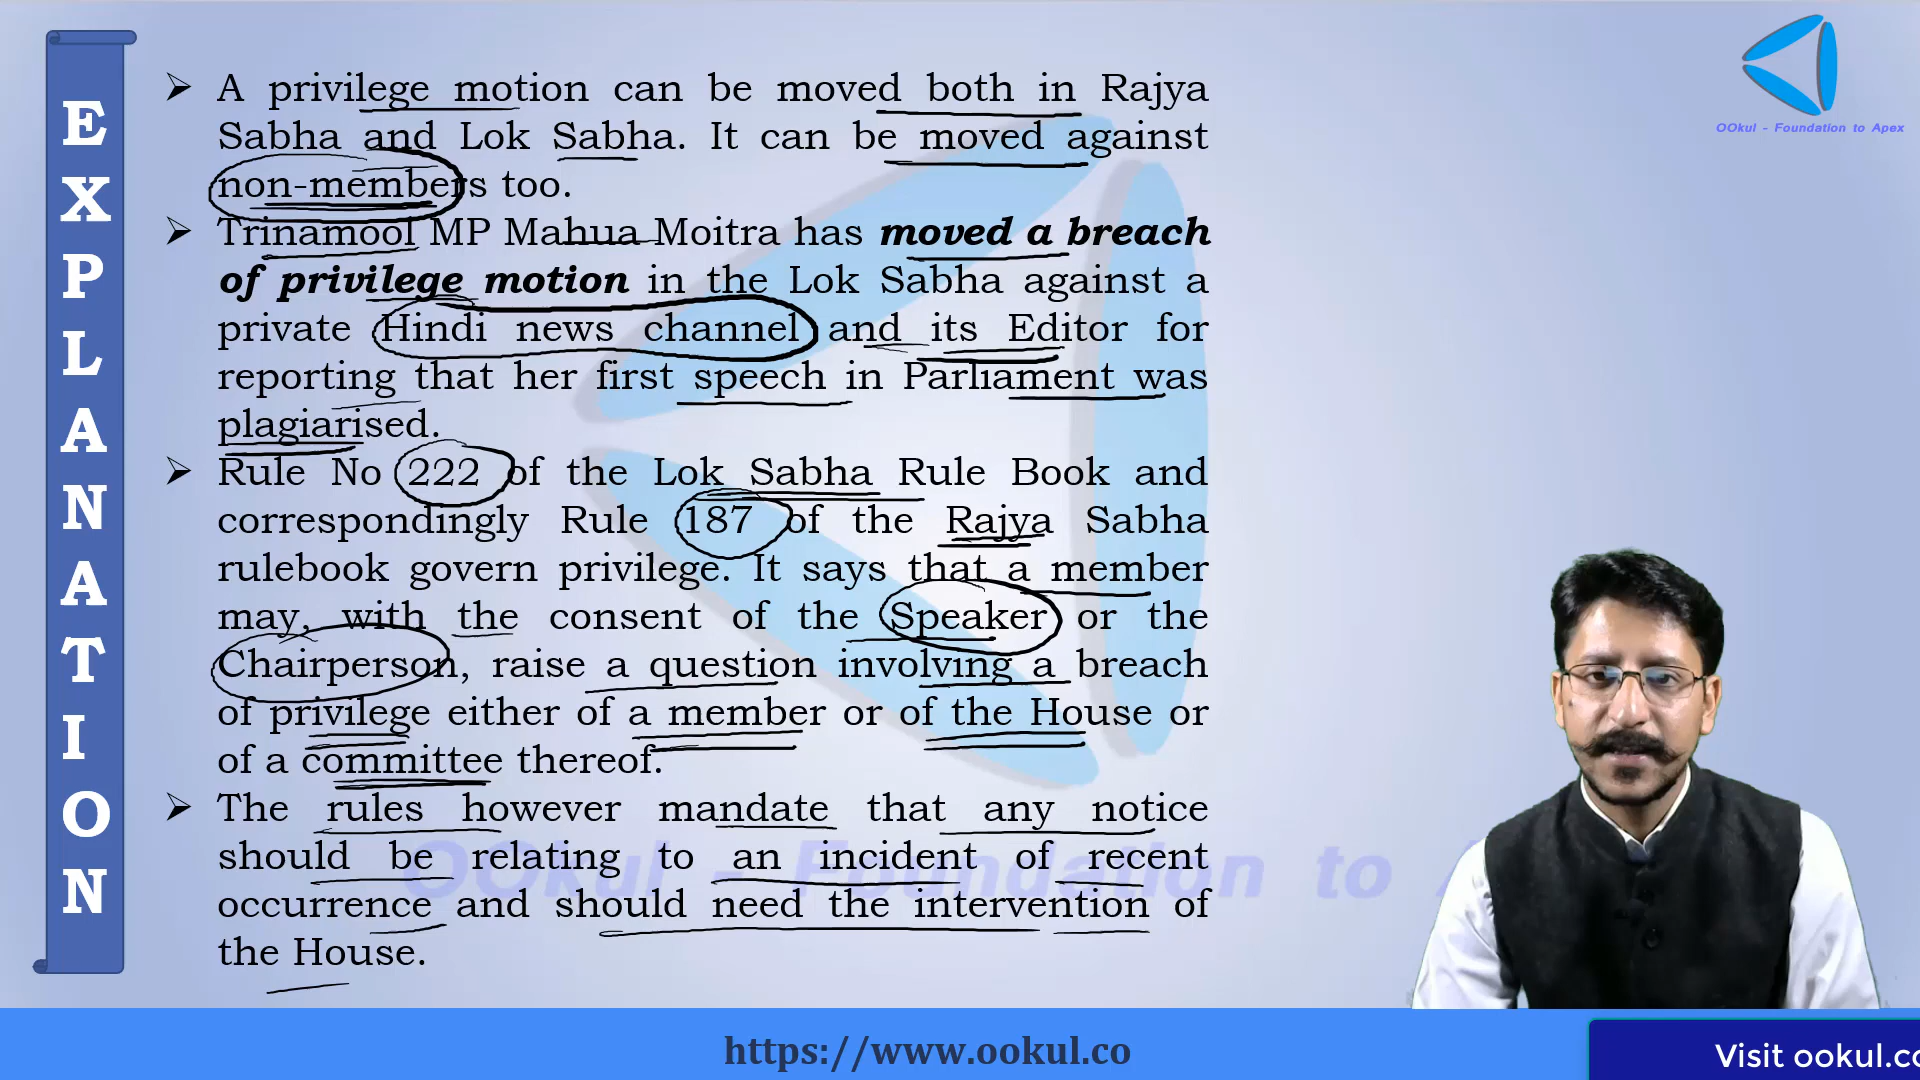 EXPLANATION
A privilege motion can be moved both in Rajya
Sabha and Lok Sabha. It can be moved against
non-members too.
Trinamool MP Mahua Moitra has moved a breach
of privilege motion in the Lok Sabha against a
private Hindi news channel and its Editor for
reporting that her first speech in Parliament was
plagiarised.
Rule No 222 of the Lok Sabha Rule Book and
correspondingly Rule 187 of the Rajya Sabha
rulebook govern privilege. It says that a member
may, with the consent of the Speaker or the
Chairperson, raise a question involving a breach
of privilege either of a member or of the House or
of a committee thereof.
The rules however mandate that any notice
should be relating to an incident of recent
occurrence and should need the intervention of
the House.
OOkul - Foundation to Apex
OOkul - Foundation to A
https://www.ookul.co
Visit ookul.co